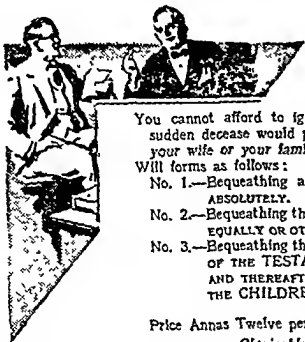 You cannot afford to ig
sudden decease would p
your wife or your fami
Will forms as follows:
No. 1.—Bequeathing a
ABSOLUTELY.
No. 2.—Bequeathing th
EQUALLY OR OT
No. 3.—Bequeathing th
OF THE TESTA
AND THEREAFT
THE CHILDRE
Price Annas Twelve pe